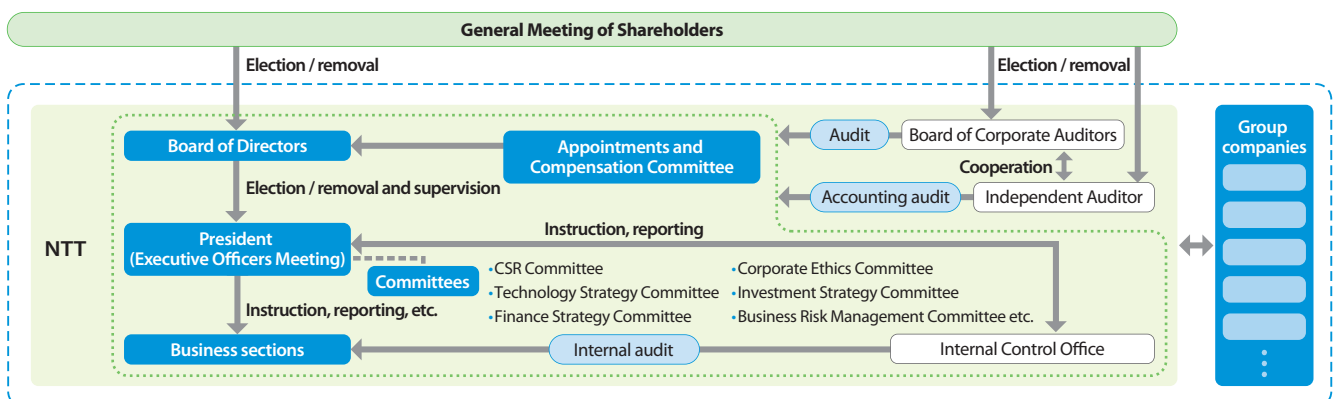 General Meeting of Shareholders
Election / removal
Election / removal
Group
companies
Board of Directors
Appointments and
Compensation Committee
Audit
Board of Corporate Auditors
Cooperation
Election / removal and supervision
Accounting audit
Independent Auditor
NTT
President
(Executive Officers Meeting)
Instruction, reporting
Committees
•CSR Committee
•Technology Strategy Committee
•Finance Strategy Committee
•Corporate Ethics Committee
•Investment Strategy Committee
•Business Risk Management Committee etc.
Instruction, reporting, etc.
Business sections
Internal audit
Internal Control Office